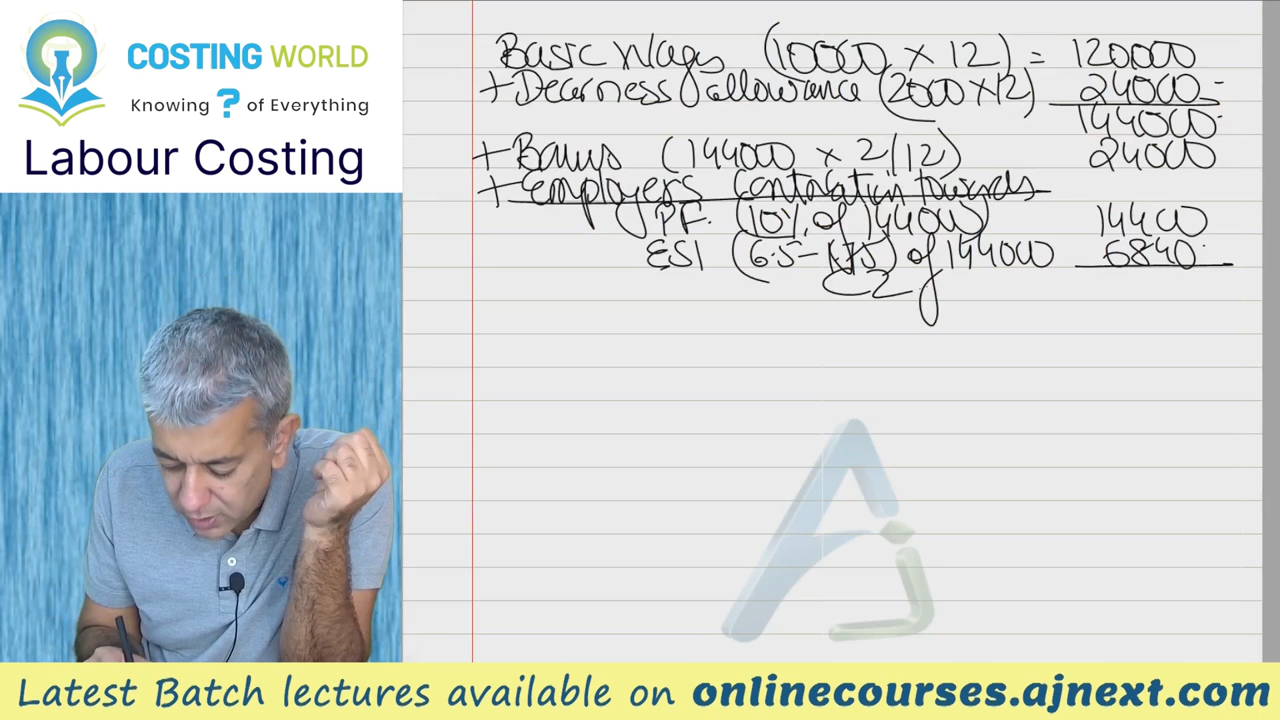 COSTING WORLD
Knowing ? of Everything
Labour Costing
Basic Wages (10000 × 12) = 120000
+ Dearness allowance (2000 × 12) 24000
144000
+ Bonus (144000 × 2/12) 24000
+ Employers Contribution towards
PF. (10% of 144000) 14400
ESI (6.5 - 1.75) of 144000 6840
Latest Batch lectures available on onlinecourses.ajnext.com